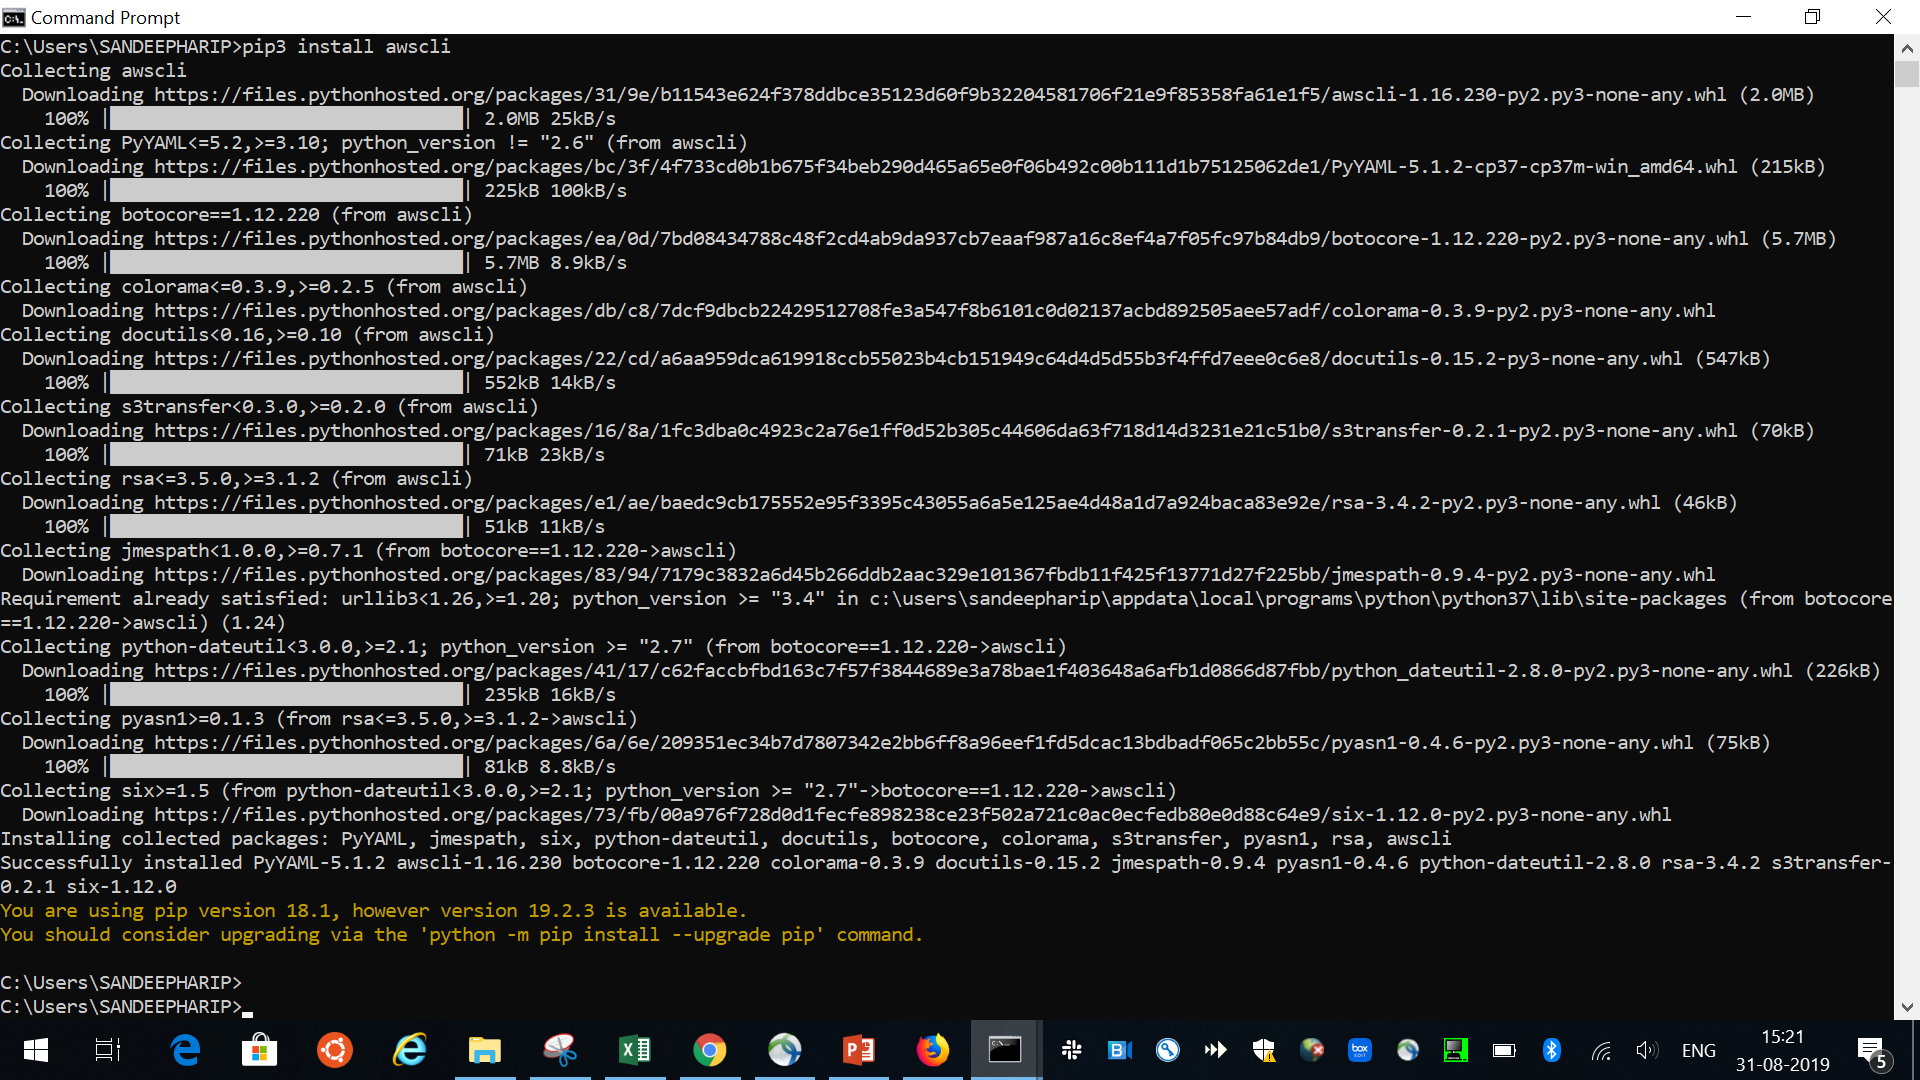 Command Prompt
C:\Users\SANDEEPHARIP>pip3 install awscli
Collecting awscli
  Downloading https://files.pythonhosted.org/packages/31/9e/b11543e624f378ddbce35123d60f9b32204581706f21e9f85358fa61e1f5/awscli-1.16.230-py2.py3-none-any.whl (2.0MB)
    100% |                                | 2.0MB 25kB/s
Collecting PyYAML<=5.2,>=3.10; python_version != "2.6" (from awscli)
  Downloading https://files.pythonhosted.org/packages/bc/3f/4f733cd0b1b675f34beb290d465a65e0f06b492c00b111d1b75125062de1/PyYAML-5.1.2-cp37-cp37m-win_amd64.whl (215kB)
    100% |                                | 225kB 100kB/s
Collecting botocore==1.12.220 (from awscli)
  Downloading https://files.pythonhosted.org/packages/ea/0d/7bd08434788c48f2cd4ab9da937cb7eaaf987a16c8ef4a7f05fc97b84db9/botocore-1.12.220-py2.py3-none-any.whl (5.7MB)
    100% |                                | 5.7MB 8.9kB/s
Collecting colorama<=0.3.9,>=0.2.5 (from awscli)
  Downloading https://files.pythonhosted.org/packages/db/c8/7dcf9dbcb22429512708fe3a547f8b6101c0d02137acbd892505aee57adf/colorama-0.3.9-py2.py3-none-any.whl
Collecting docutils<0.16,>=0.10 (from awscli)
  Downloading https://files.pythonhosted.org/packages/22/cd/a6aa959dca619918ccb55023b4cb151949c64d4d5d55b3f4ffd7eee0c6e8/docutils-0.15.2-py3-none-any.whl (547kB)
    100% |                                | 552kB 14kB/s
Collecting s3transfer<0.3.0,>=0.2.0 (from awscli)
  Downloading https://files.pythonhosted.org/packages/16/8a/1fc3dba0c4923c2a76e1ff0d52b305c44606da63f718d14d3231e21c51b0/s3transfer-0.2.1-py2.py3-none-any.whl (70kB)
    100% |                                | 71kB 23kB/s
Collecting rsa<=3.5.0,>=3.1.2 (from awscli)
  Downloading https://files.pythonhosted.org/packages/e1/ae/baedc9cb175552e95f3395c43055a6a5e125ae4d48a1d7a924baca83e92e/rsa-3.4.2-py2.py3-none-any.whl (46kB)
    100% |                                | 51kB 11kB/s
Collecting jmespath<1.0.0,>=0.7.1 (from botocore==1.12.220->awscli)
  Downloading https://files.pythonhosted.org/packages/83/94/7179c3832a6d45b266ddb2aac329e101367fbdb11f425f13771d27f225bb/jmespath-0.9.4-py2.py3-none-any.whl
Requirement already satisfied: urllib3<1.26,>=1.20; python_version >= "3.4" in c:\users\sandeepharip\appdata\local\programs\python\python37\lib\site-packages (from botocore
==1.12.220->awscli) (1.24)
Collecting python-dateutil<3.0.0,>=2.1; python_version >= "2.7" (from botocore==1.12.220->awscli)
  Downloading https://files.pythonhosted.org/packages/41/17/c62faccbfbd163c7f57f3844689e3a78bae1f403648a6afb1d0866d87fbb/python_dateutil-2.8.0-py2.py3-none-any.whl (226kB)
    100% |                                | 235kB 16kB/s
Collecting pyasn1>=0.1.3 (from rsa<=3.5.0,>=3.1.2->awscli)
  Downloading https://files.pythonhosted.org/packages/6a/6e/209351ec34b7d7807342e2bb6ff8a96eef1fd5dcac13bdbadf065c2bb55c/pyasn1-0.4.6-py2.py3-none-any.whl (75kB)
    100% |                                | 81kB 8.8kB/s
Collecting six>=1.5 (from python-dateutil<3.0.0,>=2.1; python_version >= "2.7"->botocore==1.12.220->awscli)
  Downloading https://files.pythonhosted.org/packages/73/fb/00a976f728d0d1fecfe898238ce23f502a721c0ac0ecfedb80e0d88c64e9/six-1.12.0-py2.py3-none-any.whl
Installing collected packages: PyYAML, jmespath, six, python-dateutil, docutils, botocore, colorama, s3transfer, pyasn1, rsa, awscli
Successfully installed PyYAML-5.1.2 awscli-1.16.230 botocore-1.12.220 colorama-0.3.9 docutils-0.15.2 jmespath-0.9.4 pyasn1-0.4.6 python-dateutil-2.8.0 rsa-3.4.2 s3transfer-
0.2.1 six-1.12.0
You are using pip version 18.1, however version 19.2.3 is available.
You should consider upgrading via the 'python -m pip install --upgrade pip' command.
C:\Users\SANDEEPHARIP>
C:\Users\SANDEEPHARIP>
ENG
15:21
31-08-2019
5